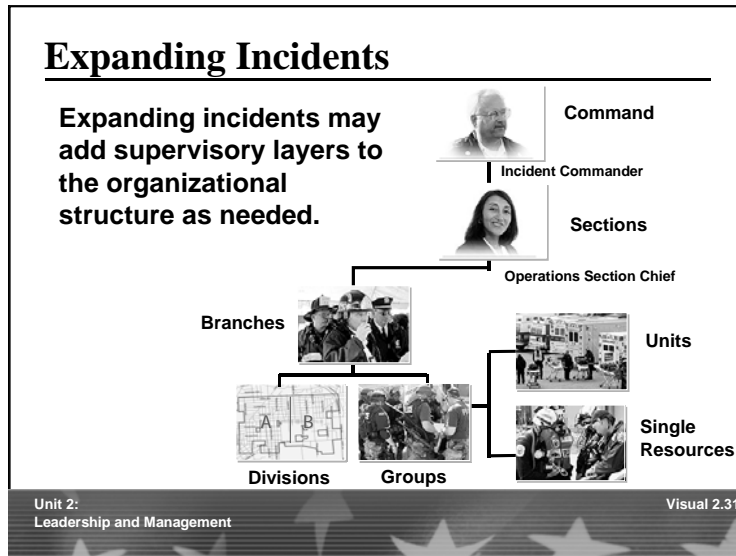 Expanding Incidents
Expanding incidents may
add supervisory layers to
the organizational
structure as needed.
Command
Incident Commander
Sections
Operations Section Chief
Branches
Units
A
B
Single
Resources
Divisions
Groups
Unit 2:
Leadership and Management
Visual 2.31